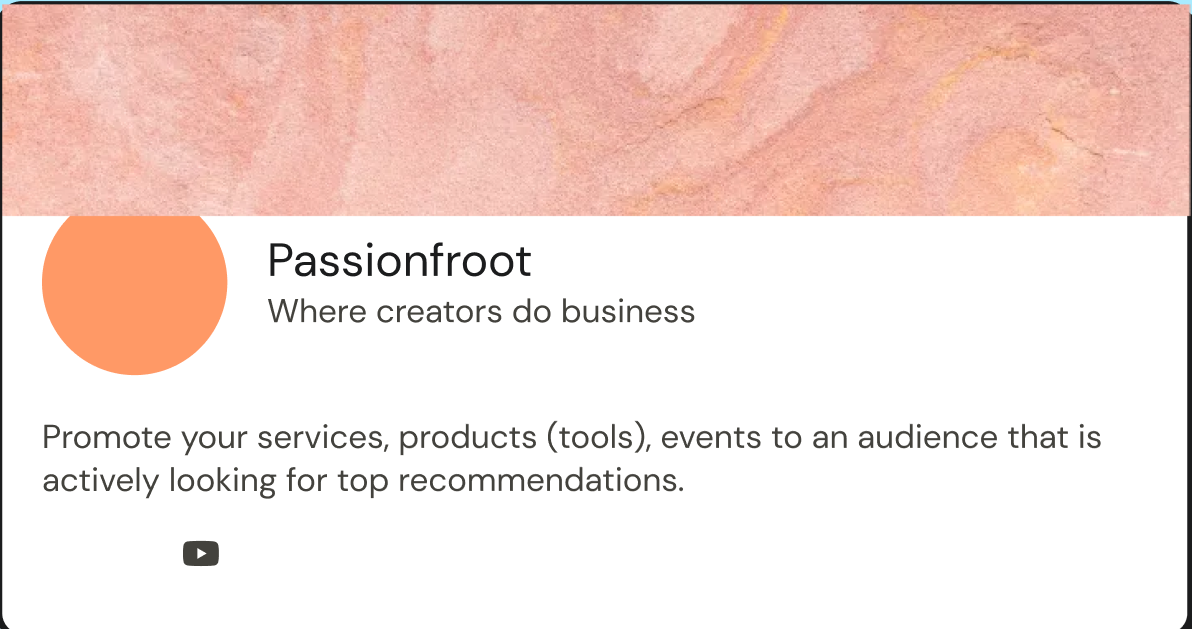 Passionfroot
Where creators do business
Promote your services, products (tools), events to an audience that is
actively looking for top recommendations.